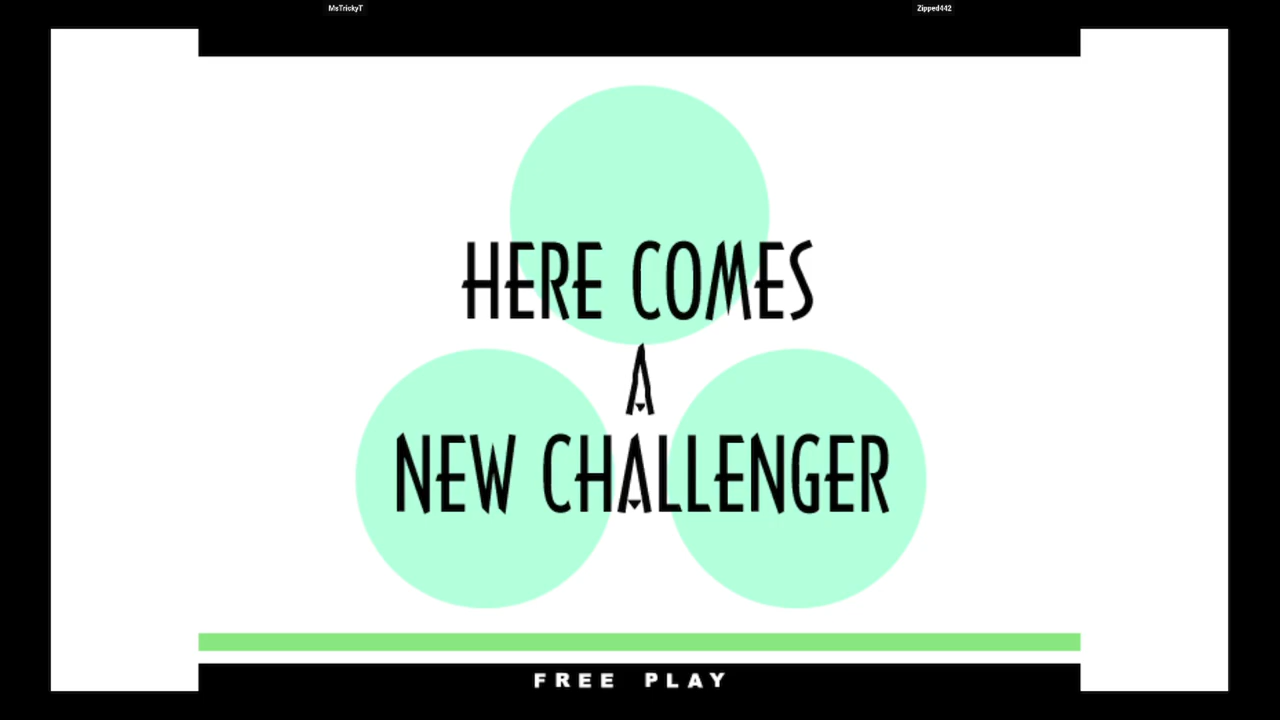 MsTrickyT
Zipped442
HERE COMES
A
NEW CHALLENGER
FREE PLAY